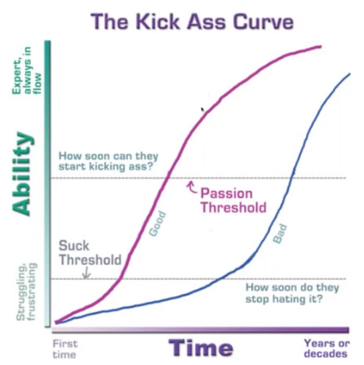 The Kick Ass Curve
Expert,
always in
flow
Ability
Struggling,
frustrating
How soon can they
start kicking ass?
Passion
Threshold
Good
Bad
Suck
Threshold
How soon do they
stop hating it?
First
time
Time
Years or
decades